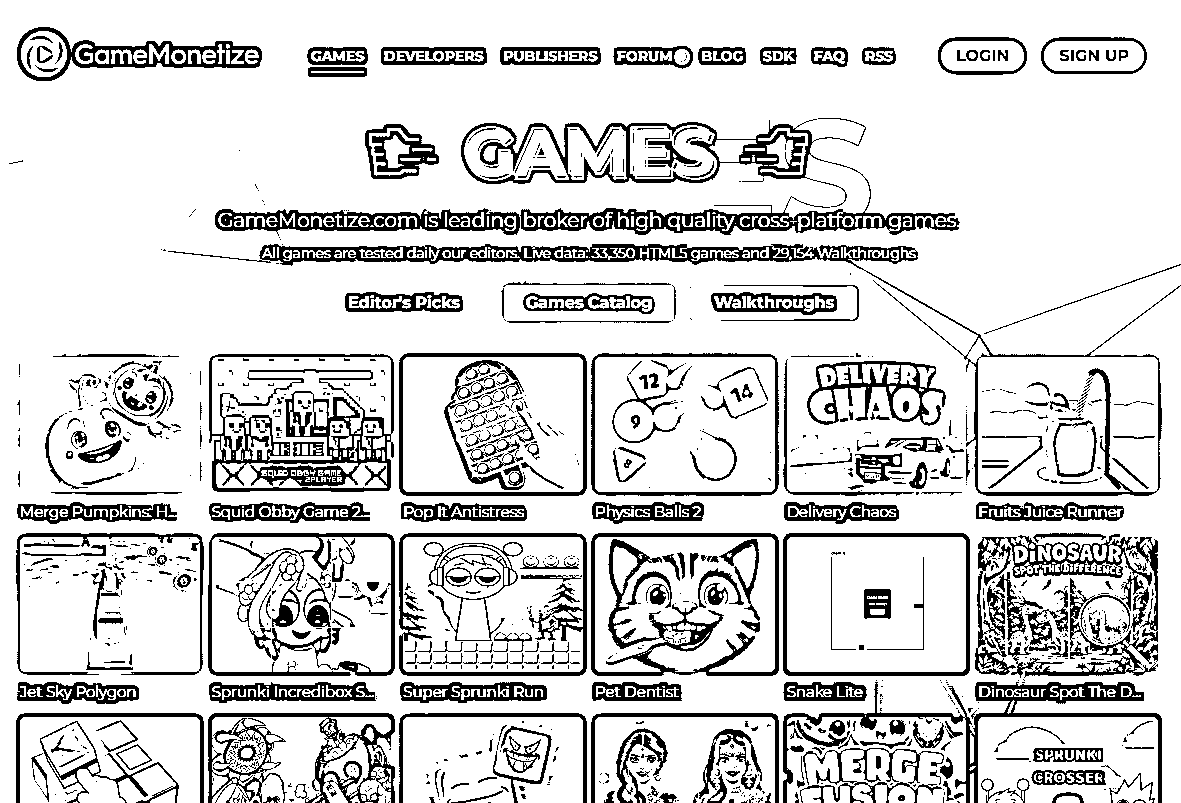 GameMonetize
GAMES DEVELOPERS PUBLISHERS FORUM BLOG SDK FAQ RSS
LOGIN SIGN UP
GAMES
GameMonetize.com is leading broker of high quality cross-platform games
All games are tested daily our editors. Live data: 33,350 HTML5 games and 29,154 Walkthroughs
Editor's Picks Games Catalog Walkthroughs
SQUID OBBY GAME
2PLAYER
12
14
9
8
DELIVERY
CHAOS
Merge Pumpkins: H... Squid Obby Game 2... Pop It Antistress Physics Balls 2 Delivery Chaos Fruits Juice Runner
DINOSAUR
SPOT THE DIFFERENCE
Jet Sky Polygon Sprunki Incredibox S... Super Sprunki Run Pet Dentist Snake Lite Dinosaur Spot The D...
MERGE
FUSION
SPRUNKI
CROSSER